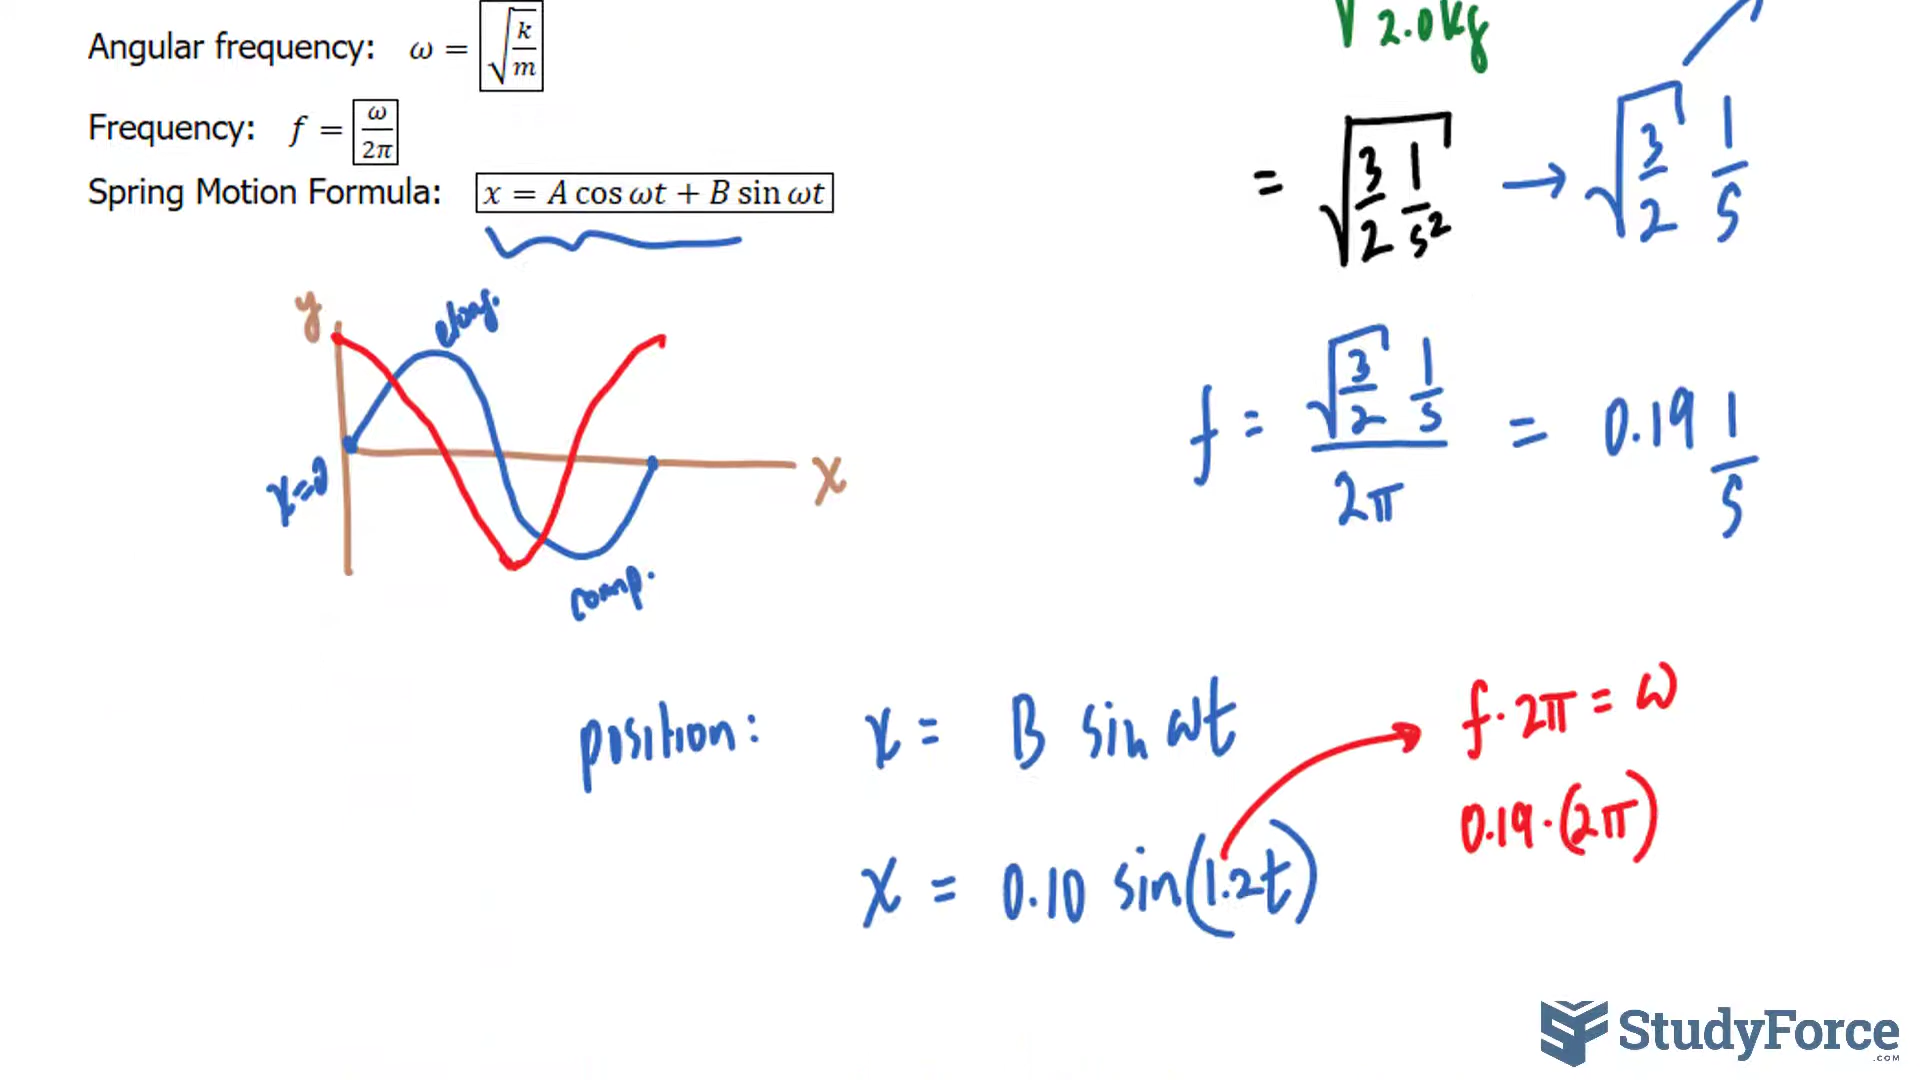 Angular frequency: ω = √(k/m)
Frequency: f = ω/2π
Spring Motion Formula: x = A cos ωt + B sin ωt
√ 2.0 kg
= √(3/2 1/s²) → √(3/2) 1/s
y
elong.
x=0
x
comp.
f = √(3/2) 1/s / 2π = 0.19 1/s
position: x = B sin ωt
f · 2π = ω
0.19 · (2π)
x = 0.10 sin(1.2t)
StudyForce
.COM